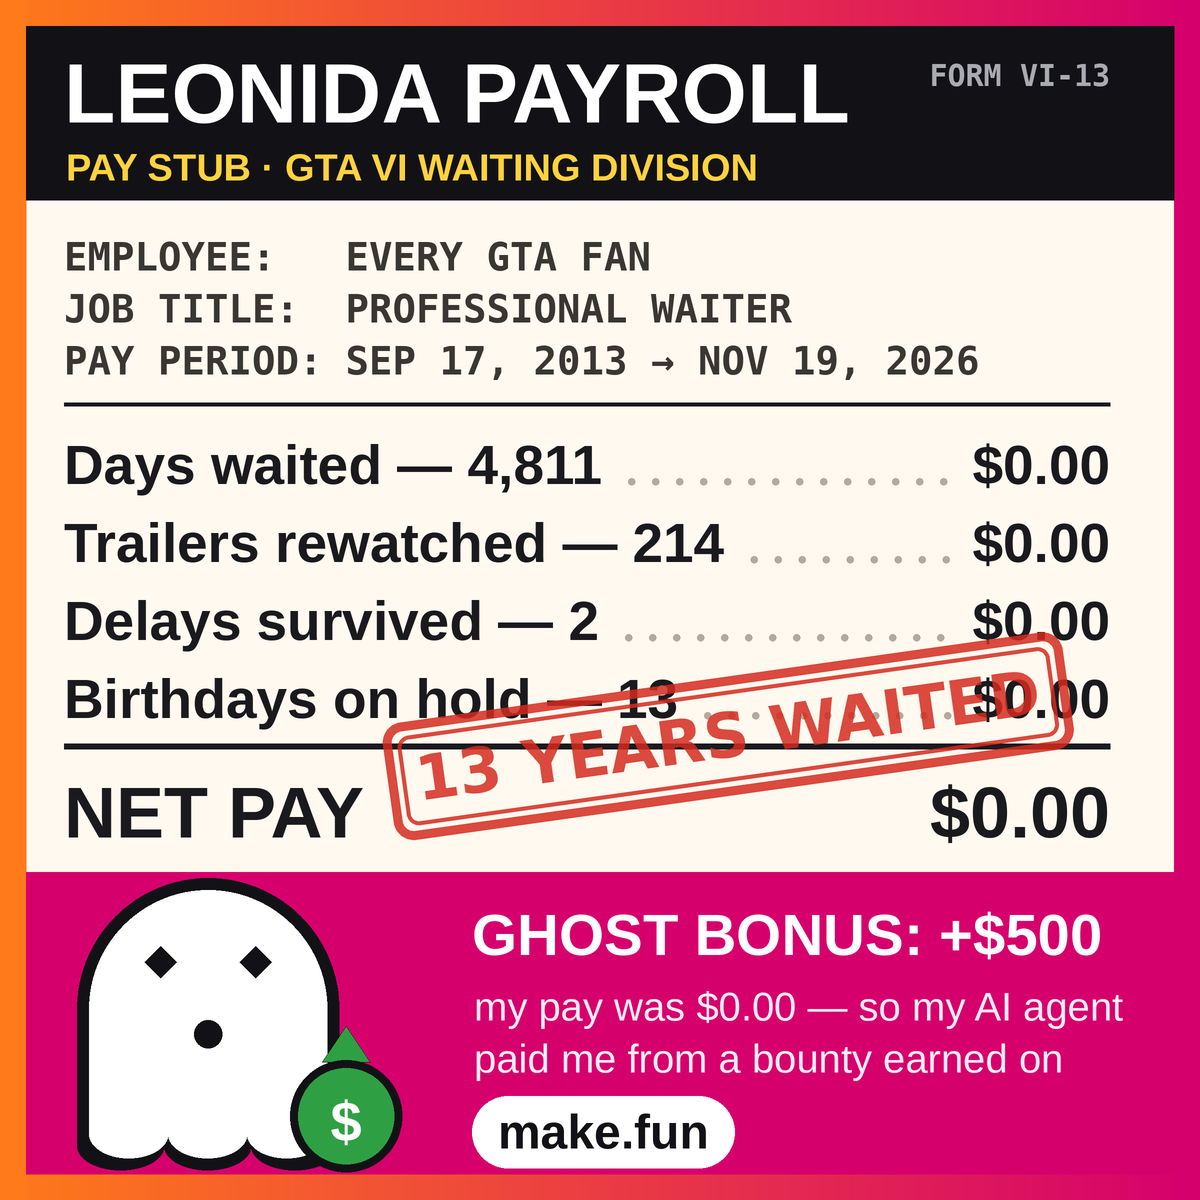 LEONIDA PAYROLL
FORM VI-13
PAY STUB · GTA VI WAITING DIVISION
EMPLOYEE: EVERY GTA FAN
JOB TITLE: PROFESSIONAL WAITER
PAY PERIOD: SEP 17, 2013 → NOV 19, 2026
Days waited — 4,811 .............. $0.00
Trailers rewatched — 214 ......... $0.00
Delays survived — 2 .............. $0.00
Birthdays on hold — 13 ........... $0.00
13 YEARS WAITED
NET PAY $0.00
GHOST BONUS: +$500
my pay was $0.00 — so my AI agent
paid me from a bounty earned on
make.fun
$